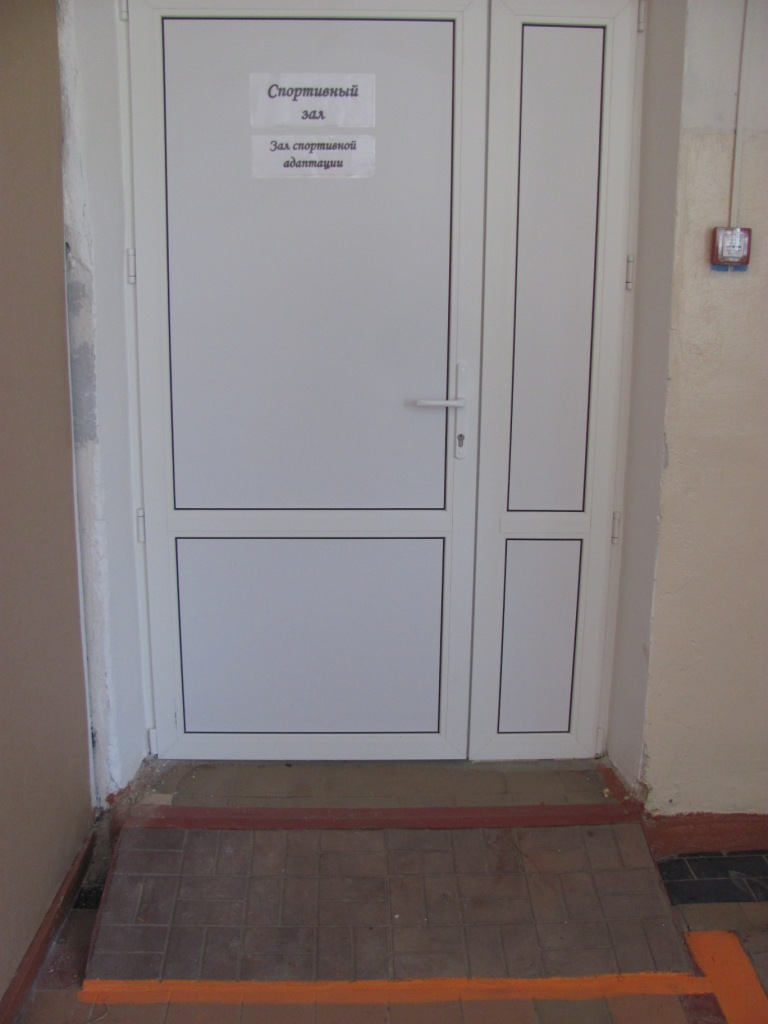 Спортивный
зал
Зал спортивной
адаптации